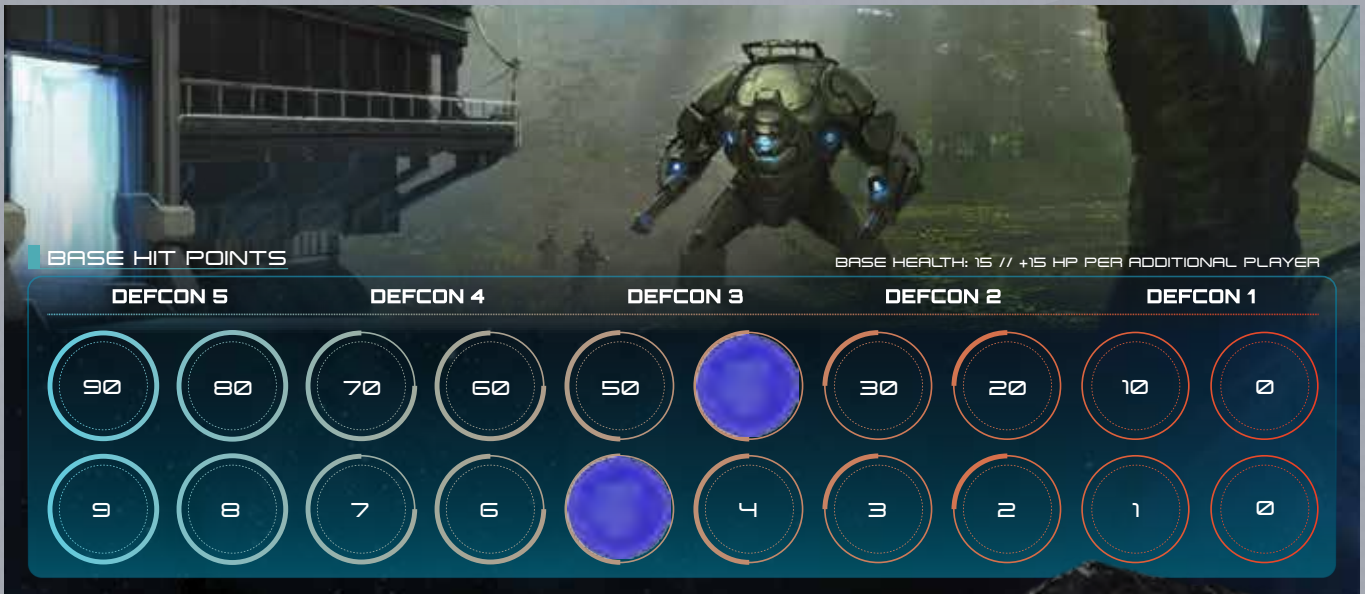 BASE HIT POINTS
BASE HEALTH: 15 // +15 HP PER ADDITIONAL PLAYER
DEFCON 5 DEFCON 4 DEFCON 3 DEFCON 2 DEFCON 1
90 80 70 60 50 30 20 10 0
9 8 7 6 4 3 2 1 0